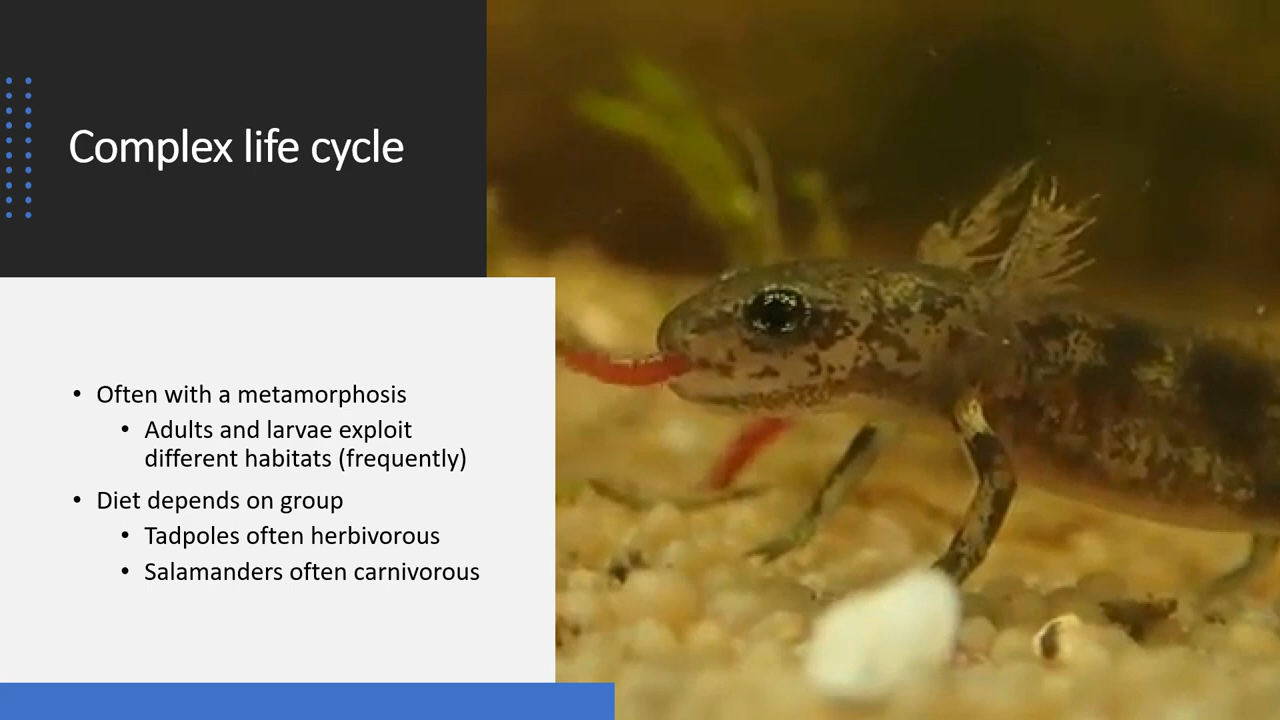 Complex life cycle
• Often with a metamorphosis
• Adults and larvae exploit
different habitats (frequently)
• Diet depends on group
• Tadpoles often herbivorous
• Salamanders often carnivorous